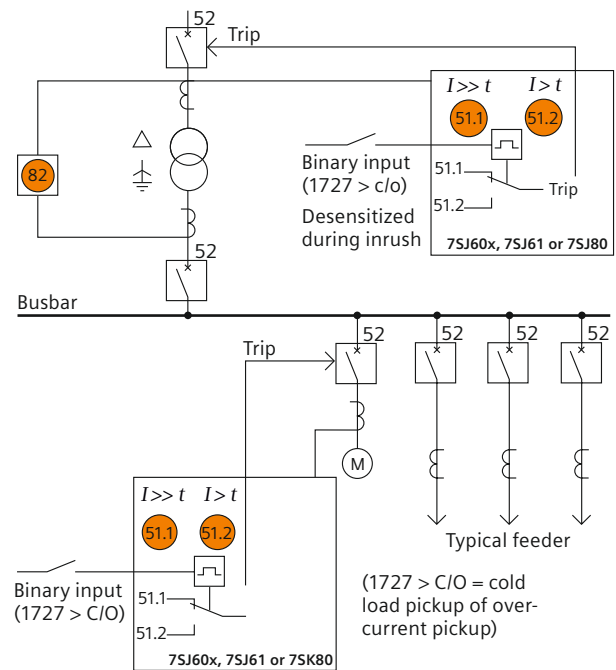 52
Trip
I>> t
I> t
51.1
51.2
82
Binary input
(1727 > c/o)
Desensitized
during inrush
51.1
51.2
Trip
7SJ60x, 7SJ61 or 7SJ80
52
Busbar
52
52
52
52
Trip
M
I>> t
I> t
51.1
51.2
Typical feeder
Binary input
(1727 > C/O)
51.1
51.2
(1727 > C/O = cold
load pickup of over-
current pickup)
7SJ60x, 7SJ61 or 7SK80